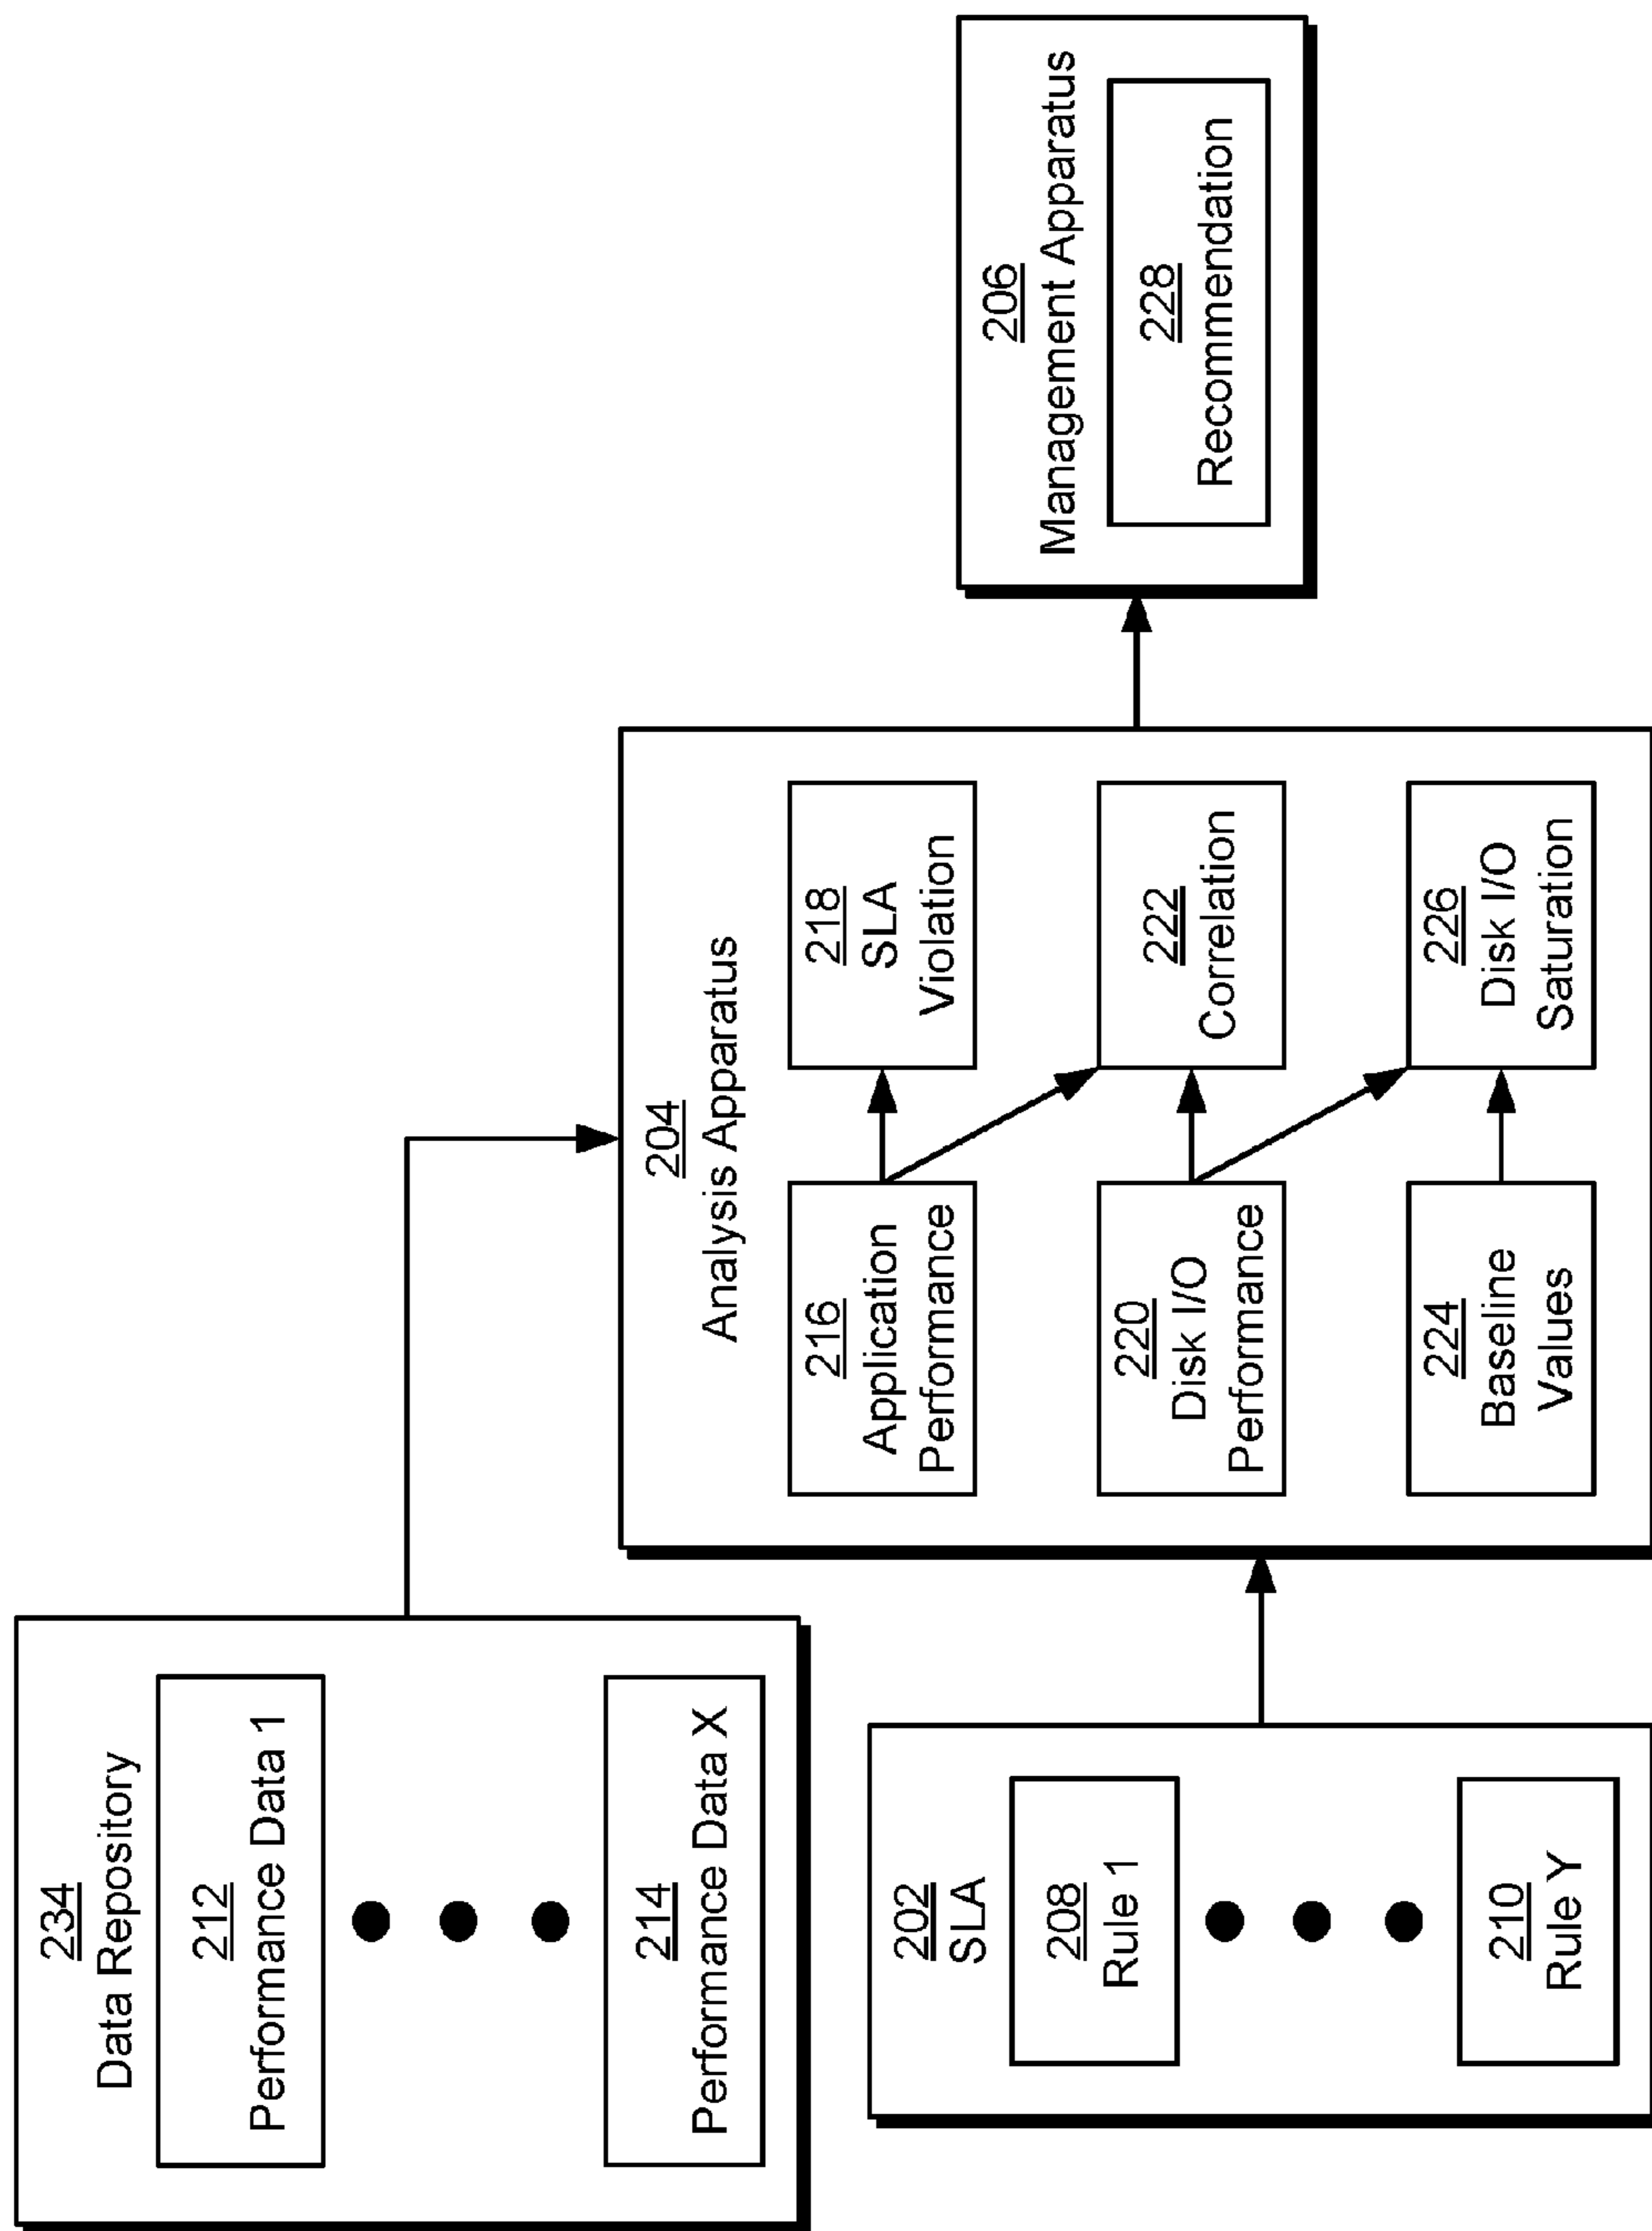 234
Data Repository
212
Performance Data 1
214
Performance Data X
202
SLA
208
Rule 1
210
Rule Y
204
Analysis Apparatus
216
Application
Performance
218
SLA
Violation
220
Disk I/O
Performance
222
Correlation
224
Baseline
Values
226
Disk I/O
Saturation
206
Management Apparatus
228
Recommendation